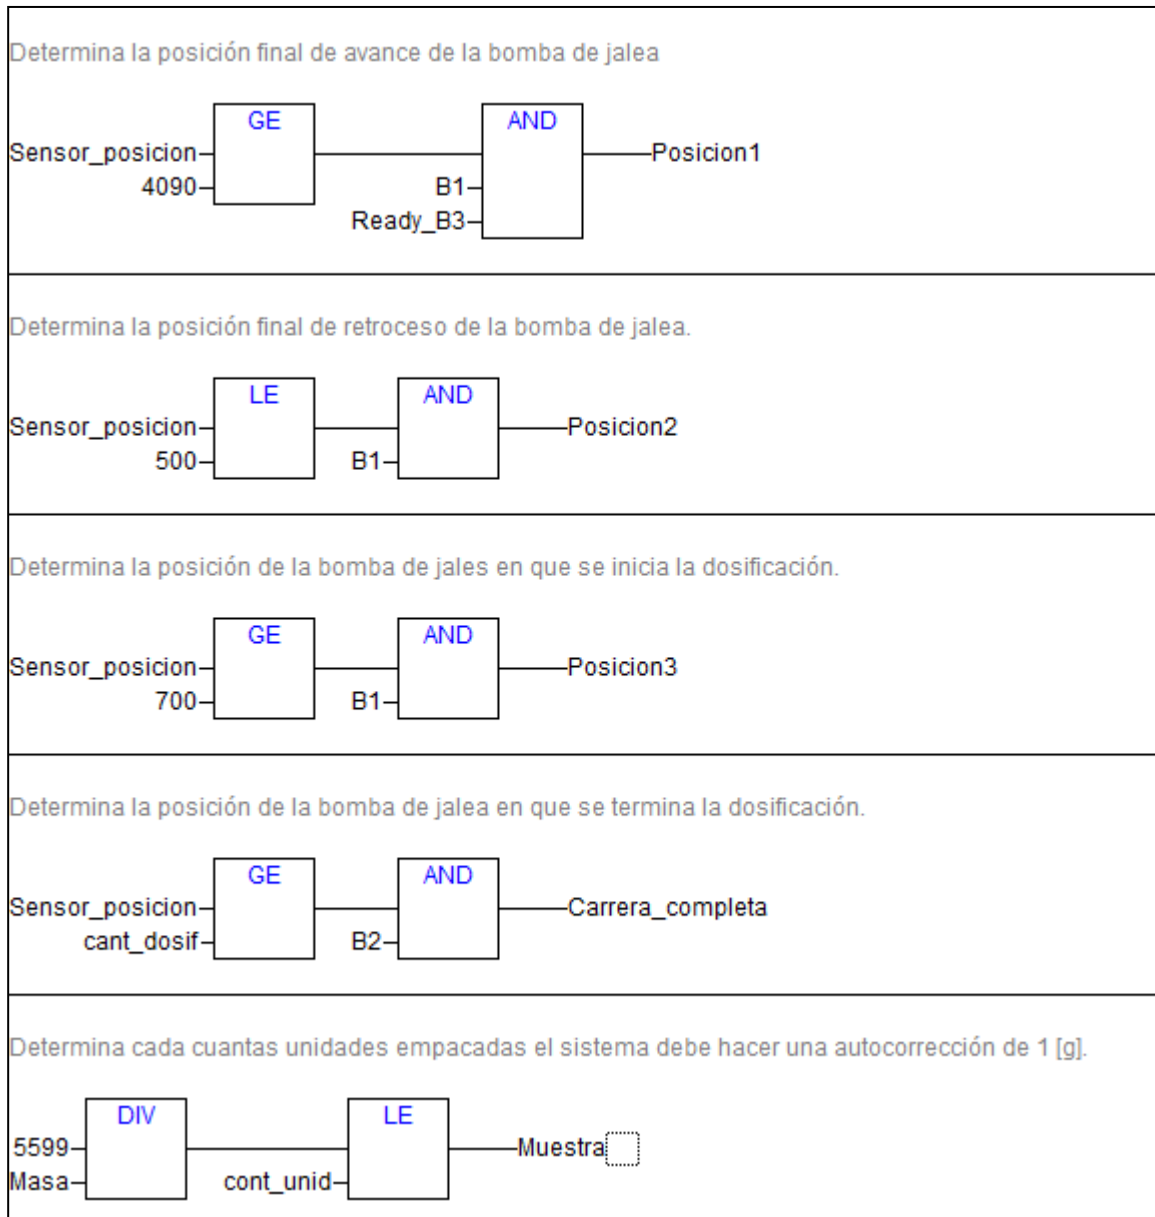 Determina la posición final de avance de la bomba de jalea
GE
AND
Sensor_posicion
Posicion1
4090
B1
Ready_B3
Determina la posición final de retroceso de la bomba de jalea.
LE
AND
Sensor_posicion
Posicion2
500
B1
Determina la posición de la bomba de jales en que se inicia la dosificación.
GE
AND
Sensor_posicion
Posicion3
700
B1
Determina la posición de la bomba de jalea en que se termina la dosificación.
GE
AND
Sensor_posicion
Carrera_completa
cant_dosif
B2
Determina cada cuantas unidades empacadas el sistema debe hacer una autocorrección de 1 [g].
DIV
LE
5599
Muestra
Masa
cont_unid